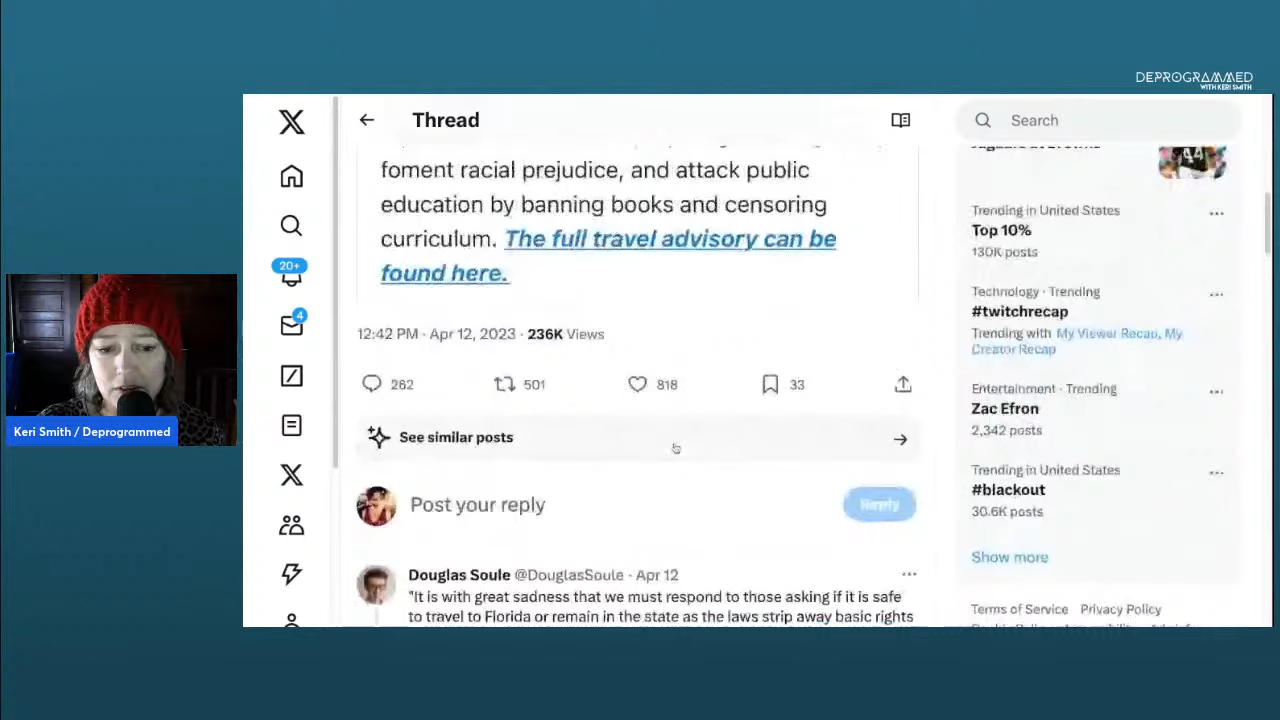 DEPROGRAMMED
WITH KERI SMITH
Thread
Search
foment racial prejudice, and attack public
education by banning books and censoring
curriculum. The full travel advisory can be
found here.
12:42 PM · Apr 12, 2023 · 236K Views
262
501
818
33
See similar posts
Post your reply
Reply
Douglas Soule @DouglasSoule · Apr 12
"It is with great sadness that we must respond to those asking if it is safe
to travel to Florida or remain in the state as the laws strip away basic rights
20+
4
44
Trending in United States
Top 10%
130K posts
Technology · Trending
#twitchrecap
Trending with My Viewer Recap, My
Creator Recap
Entertainment · Trending
Zac Efron
2,342 posts
Trending in United States
#blackout
30.6K posts
Show more
Terms of Service Privacy Policy
Keri Smith / Deprogrammed